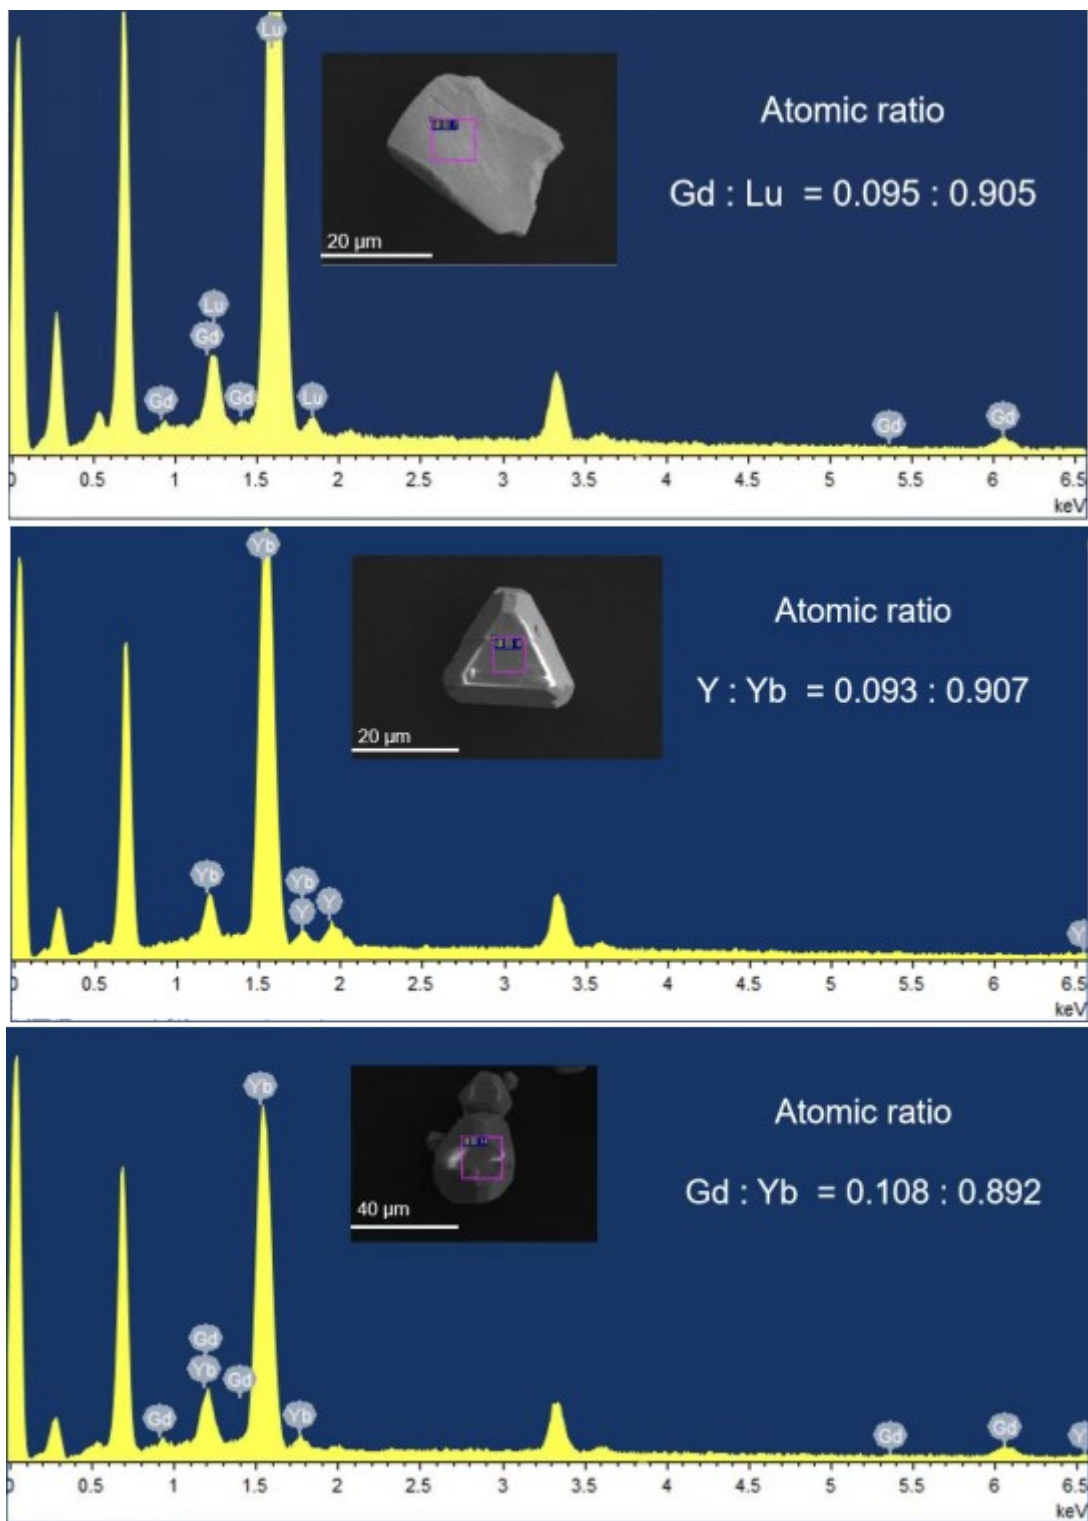 Lu
Atomic ratio
Gd : Lu = 0.095 : 0.905
20 µm
Lu
Gd
Gd
Gd
Lu
Gd
Gd
0 0.5 1 1.5 2 2.5 3 3.5 4 4.5 5 5.5 6 6.5
keV
Yb
Atomic ratio
Y : Yb = 0.093 : 0.907
20 µm
Yb
Yb
Y
Y
Y
0 0.5 1 1.5 2 2.5 3 3.5 4 4.5 5 5.5 6 6.5
keV
Yb
Atomic ratio
Gd : Yb = 0.108 : 0.892
40 µm
Gd
Yb
Gd
Gd
Yb
Gd
Gd
Y
0 0.5 1 1.5 2 2.5 3 3.5 4 4.5 5 5.5 6 6.5
keV